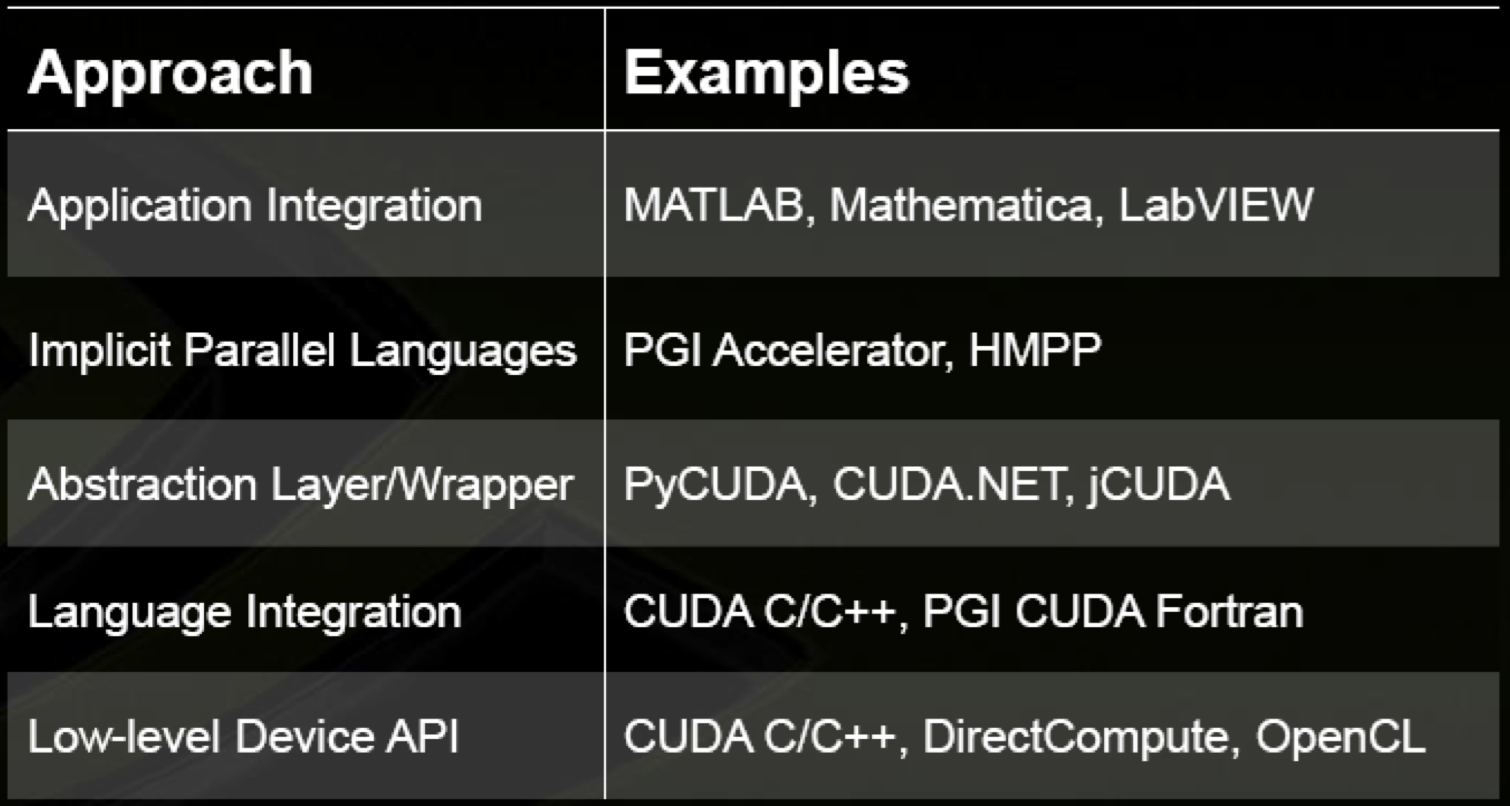 Approach Examples
Application Integration MATLAB, Mathematica, LabVIEW
Implicit Parallel Languages PGI Accelerator, HMPP
Abstraction Layer/Wrapper PyCUDA, CUDA.NET, jCUDA
Language Integration CUDA C/C++, PGI CUDA Fortran
Low-level Device API CUDA C/C++, DirectCompute, OpenCL